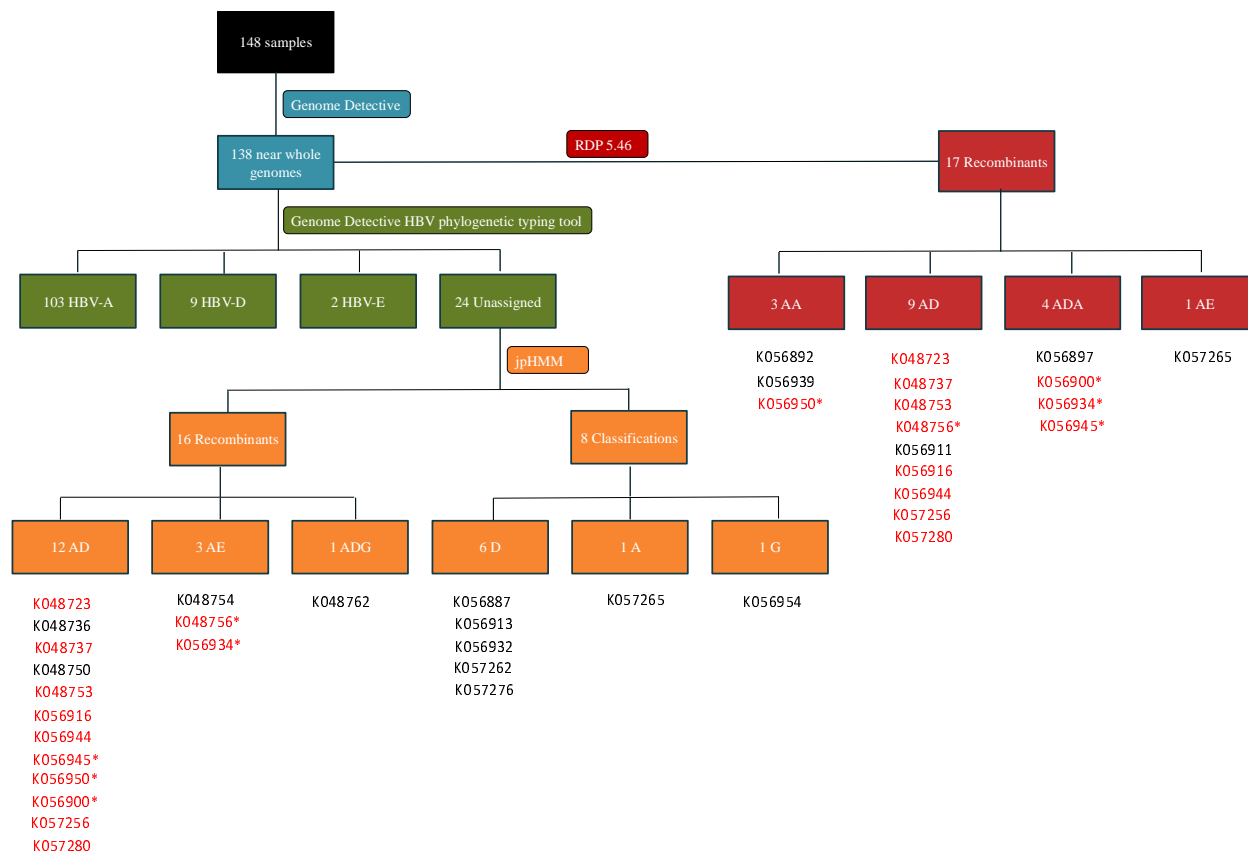 148 samples
Genome Detective
138 near whole
genomes
RDP 5.46
17 Recombinants
Genome Detective HBV phylogenetic typing tool
103 HBV-A
9 HBV-D
2 HBV-E
24 Unassigned
3 AA
9 AD
4 ADA
1 AE
K056892
K056939
K056950*
K048723
K048737
K048753
K048756*
K056911
K056916
K056944
K057256
K057280
K056897
K056900*
K056934*
K056945*
K057265
jpHMM
16 Recombinants
8 Classifications
12 AD
3 AE
1 ADG
6 D
1 A
1 G
K048723
K048736
K048737
K048750
K048753
K056916
K056944
K056945*
K056950*
K056900*
K057256
K057280
K048754
K048756*
K056934*
K048762
K056887
K056913
K056932
K057262
K057276
K057265
K056954